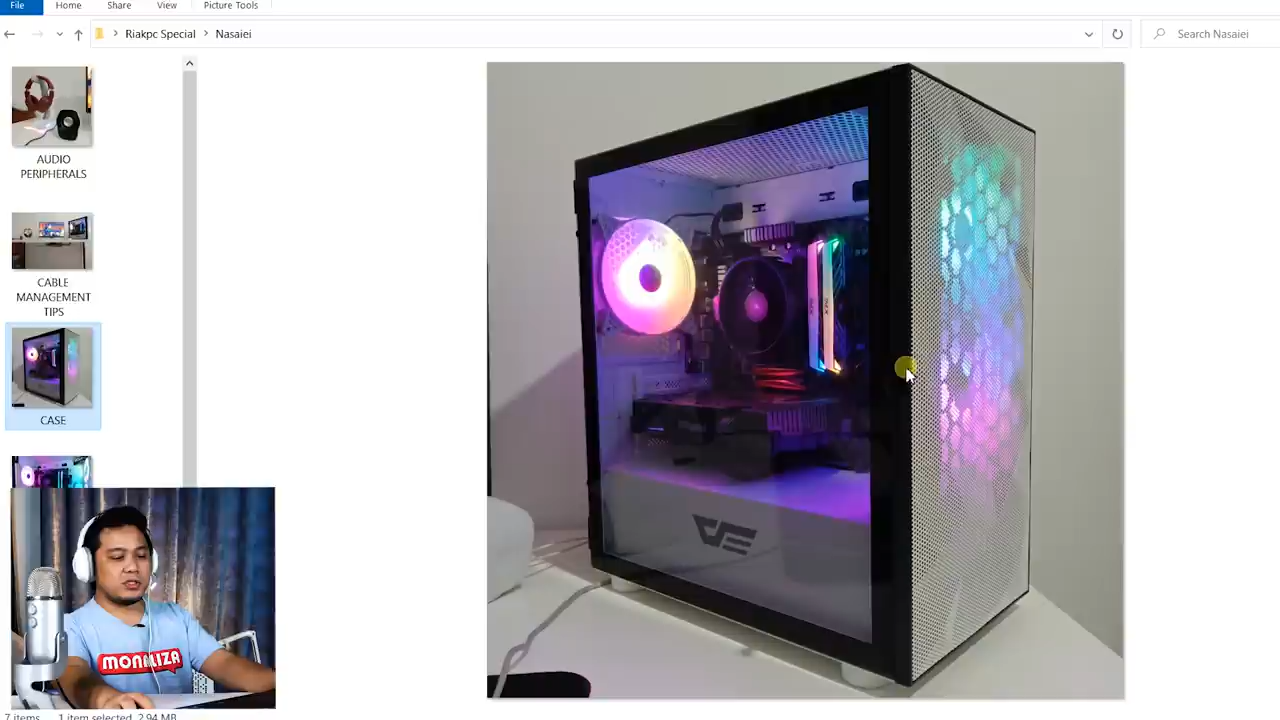 File Home Share View Picture Tools
Riakpc Special Nasaiei
Search Nasaiei
AUDIO
PERIPHERALS
CABLE
MANAGEMENT
TIPS
CASE
MONALIZA
7 items 1 item selected 2.94 MB